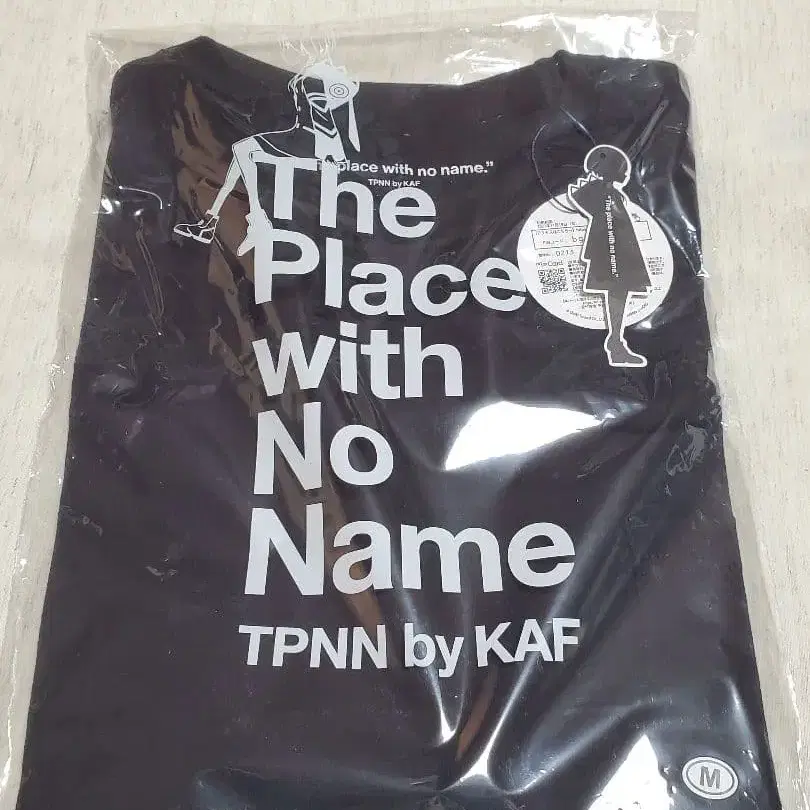 place with no name."
TPNN by KAF
The
Place
with
No
Name
TPNN by KAF
"The place with no name."
0213
M